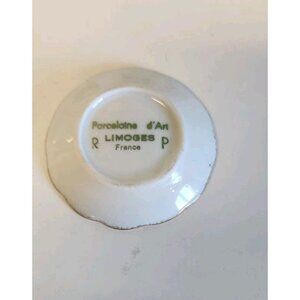 Porcelaine d'Art
R LIMOGES P
France